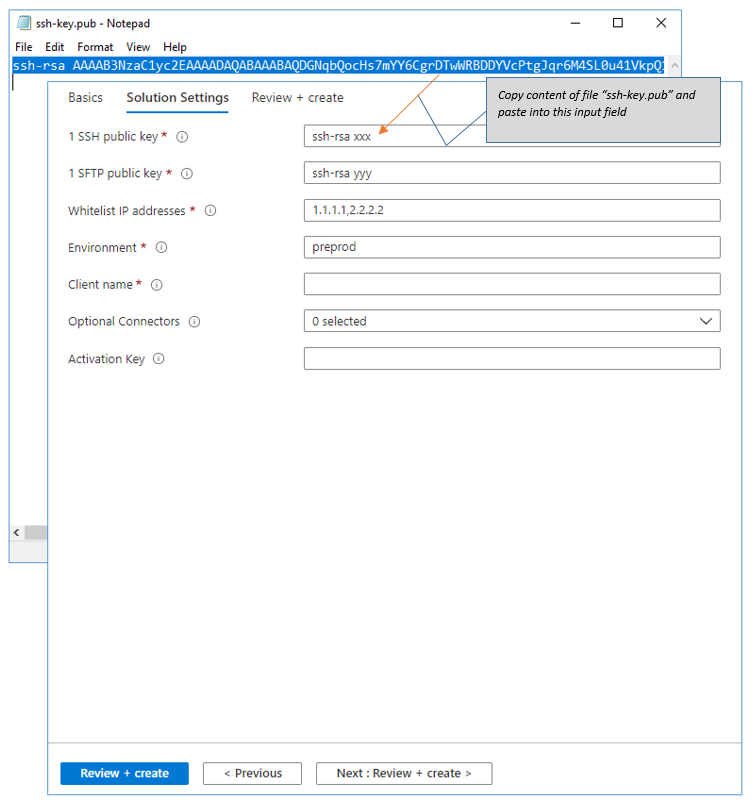 ssh-key.pub - Notepad
File Edit Format View Help
ssh-rsa AAAAB3NzaC1yc2EAAAADAQABAAABAQDGNqbQocHs7mYY6CgrDTwWRBDDYVcPtgJqr6M4SL0u41VkpQ
Basics Solution Settings Review + create
Copy content of file “ssh-key.pub” and
paste into this input field
1 SSH public key * ssh-rsa xxx
1 SFTP public key * ssh-rsa yyy
Whitelist IP addresses * 1.1.1.1,2.2.2.2
Environment * preprod
Client name *
Optional Connectors 0 selected
Activation Key
Review + create < Previous Next : Review + create >